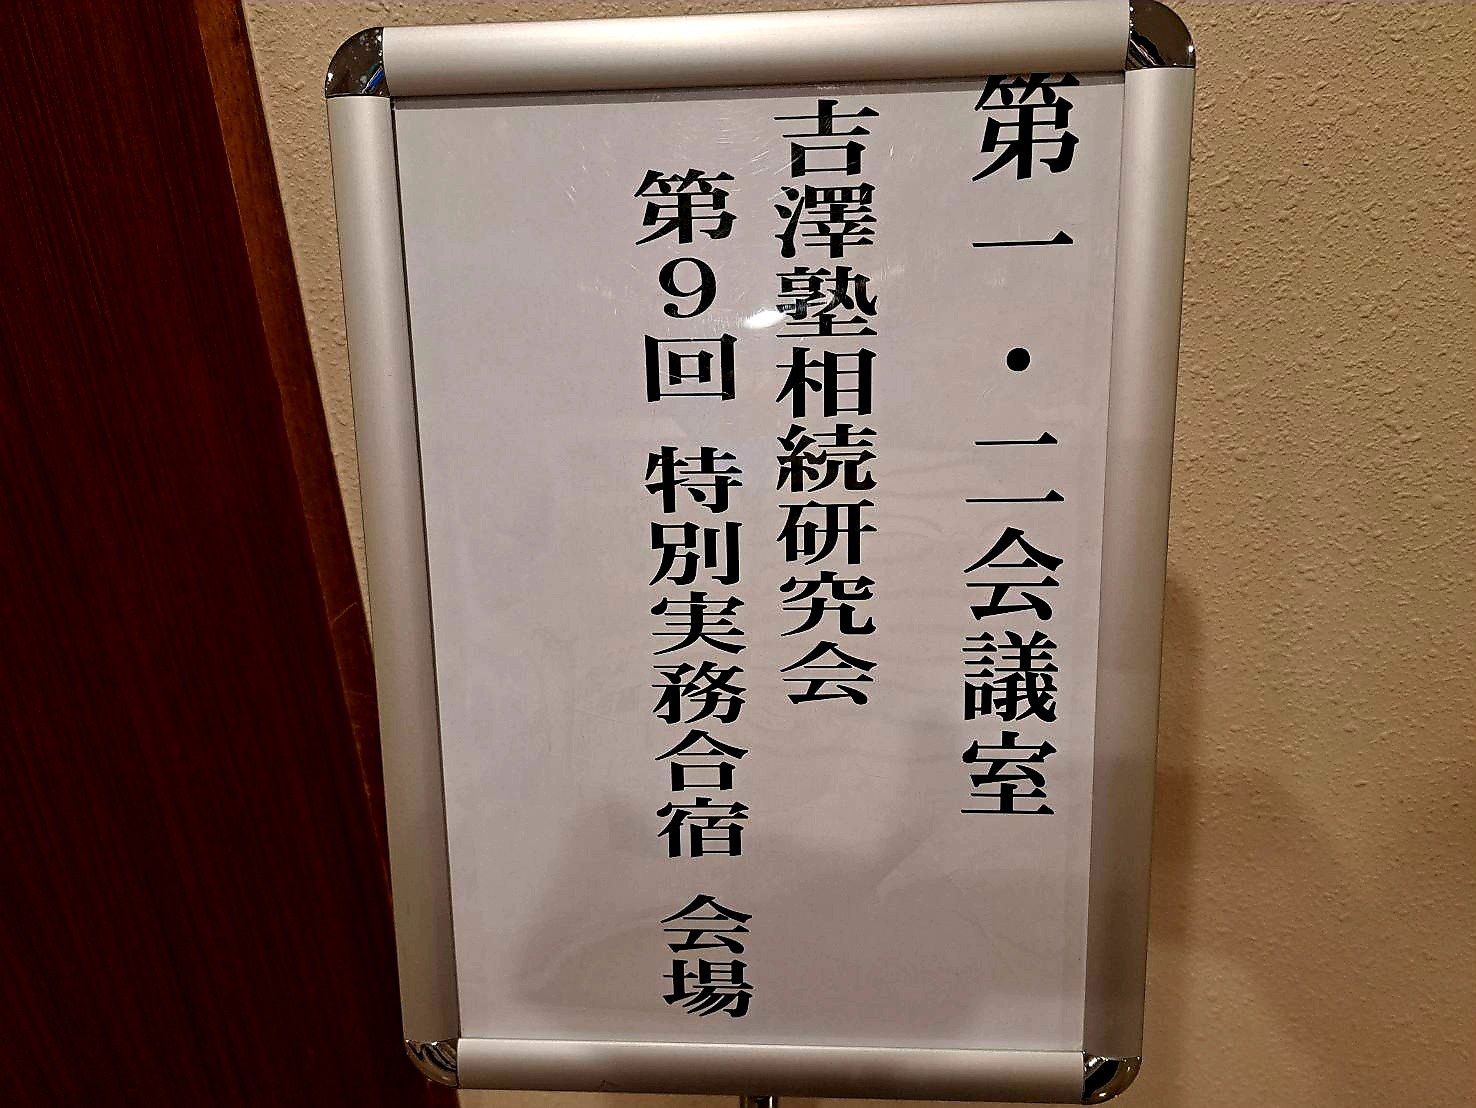 第一・二会議室
吉澤塾相続研究会
第9回 特別実務合宿 会場